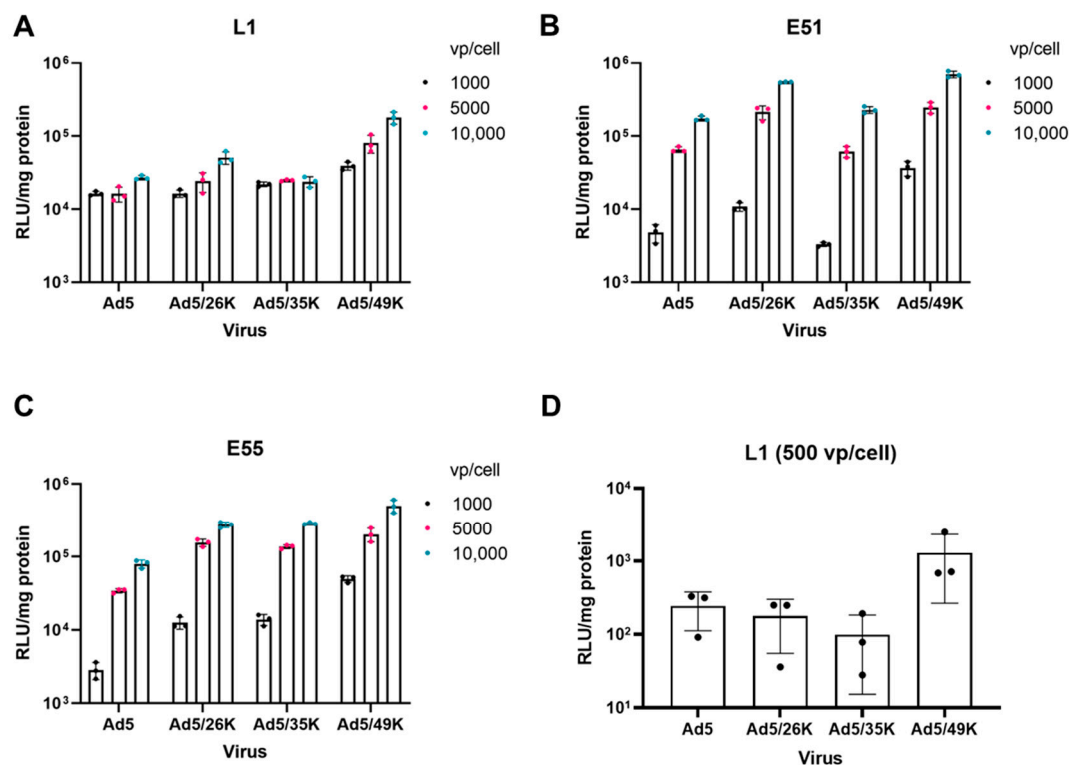 A
L1
vp/cell
1000
5000
10,000
RLU/mg protein
10⁶
10⁵
10⁴
10³
Ad5 Ad5/26K Ad5/35K Ad5/49K
Virus
B
E51
vp/cell
1000
5000
10,000
RLU/mg protein
10⁶
10⁵
10⁴
10³
Ad5 Ad5/26K Ad5/35K Ad5/49K
Virus
C
E55
vp/cell
1000
5000
10,000
RLU/mg protein
10⁶
10⁵
10⁴
10³
Ad5 Ad5/26K Ad5/35K Ad5/49K
Virus
D
L1 (500 vp/cell)
RLU/mg protein
10⁴
10³
10²
10¹
Ad5 Ad5/26K Ad5/35K Ad5/49K
Virus